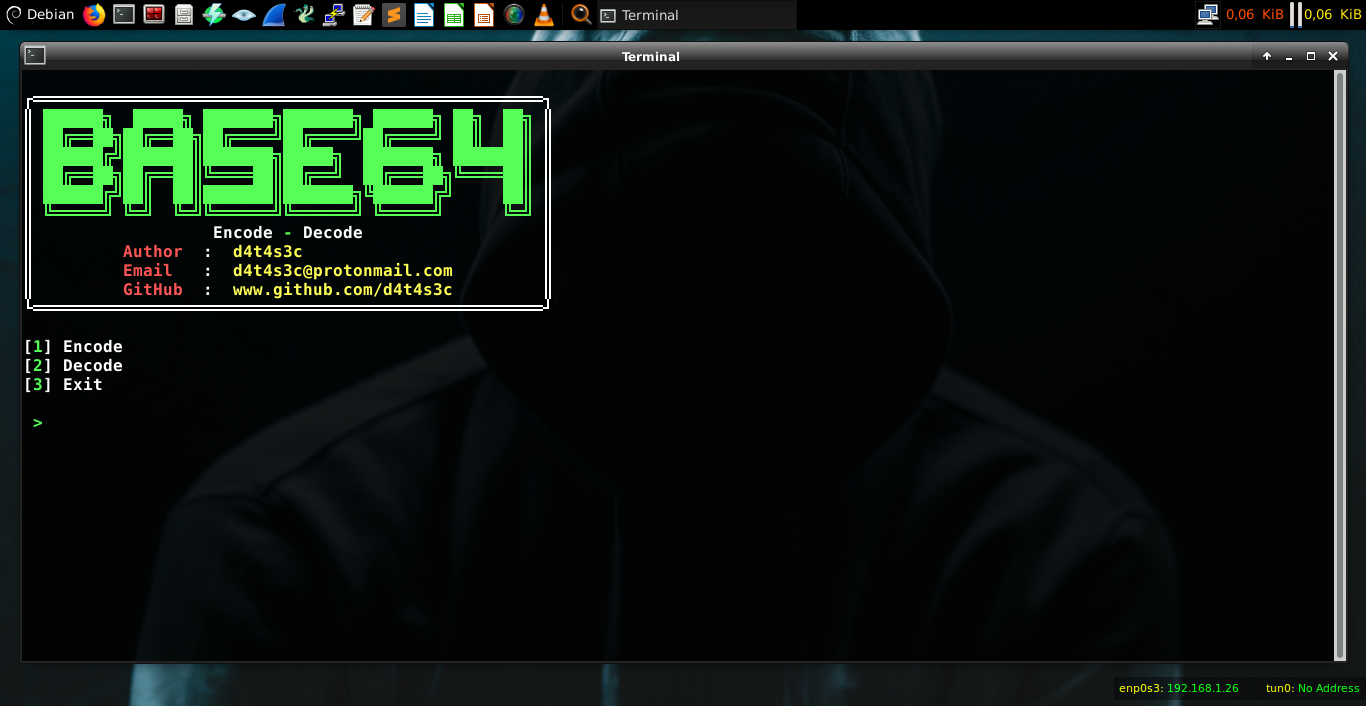 Debian
Terminal
0,06 KiB
0,06 KiB
Terminal
BASE64
Encode - Decode
Author : d4t4s3c
Email : d4t4s3c@protonmail.com
GitHub : www.github.com/d4t4s3c
[1] Encode
[2] Decode
[3] Exit
>
enp0s3: 192.168.1.26
tun0: No Address